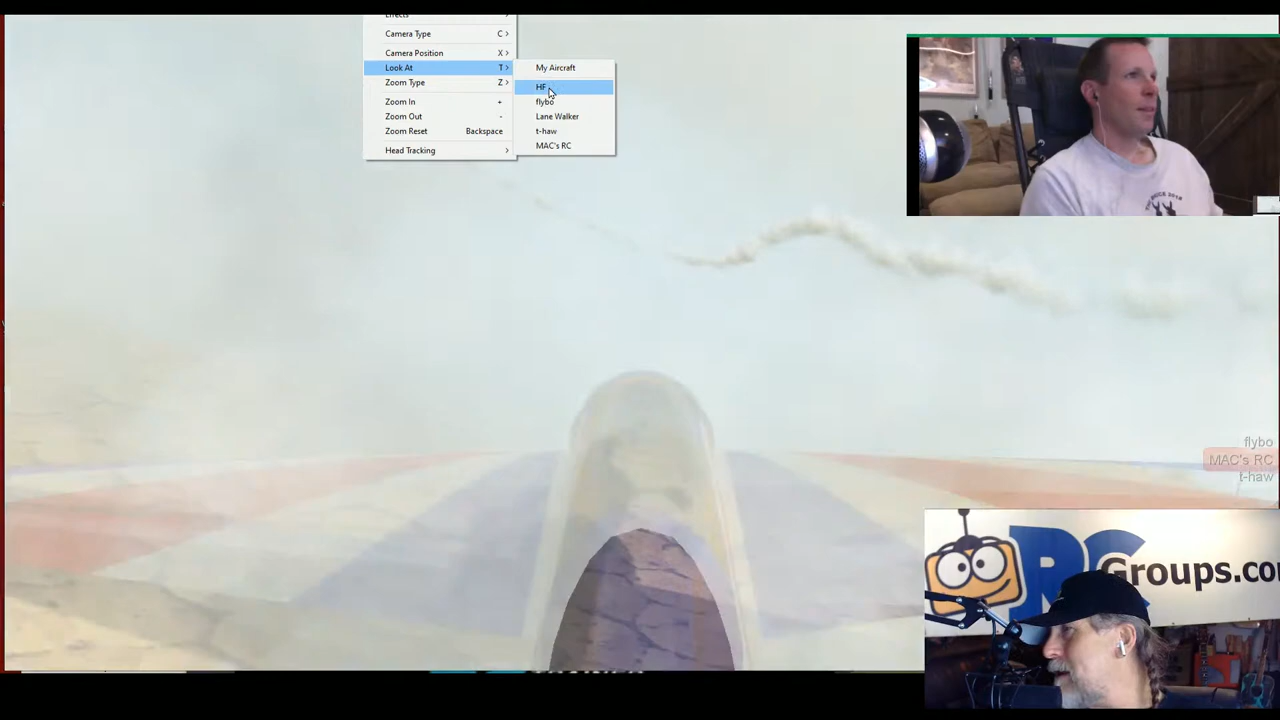 Effects >
Camera Type C >
Camera Position X >
Look At T >
Zoom Type Z >
Zoom In +
Zoom Out -
Zoom Reset Backspace
Head Tracking >
My Aircraft
HF
flybo
Lane Walker
t-haw
MAC's RC
flybo
MAC's RC
t-haw
RC Groups.co